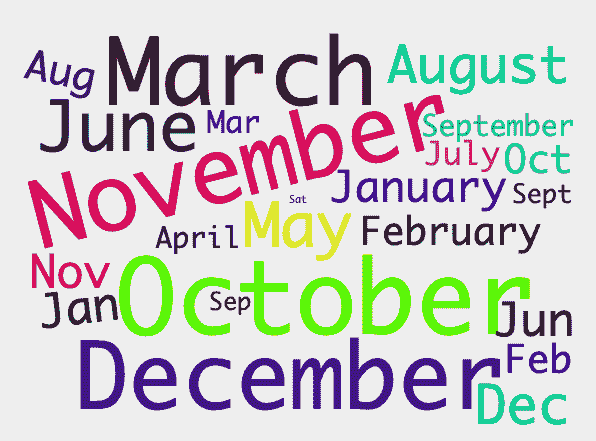 Aug March August
June Mar September
November July Oct
January Sept
Sat
April May February
Nov October
Jan Sep Jun
December Feb
Dec